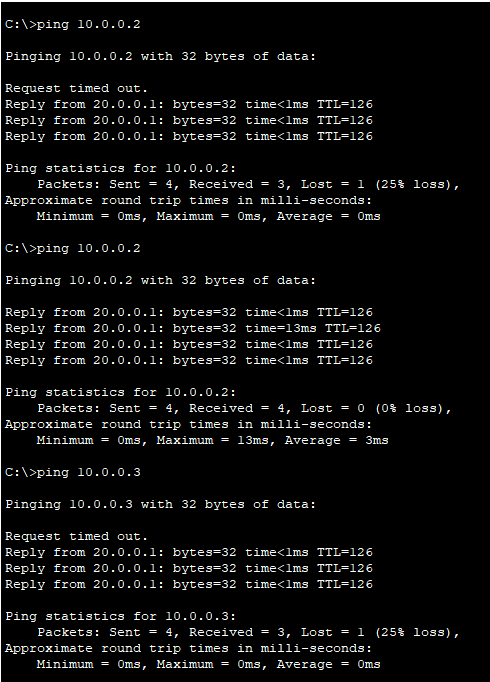 C:\>ping 10.0.0.2
Pinging 10.0.0.2 with 32 bytes of data:
Request timed out.
Reply from 20.0.0.1: bytes=32 time<1ms TTL=126
Reply from 20.0.0.1: bytes=32 time<1ms TTL=126
Reply from 20.0.0.1: bytes=32 time<1ms TTL=126
Ping statistics for 10.0.0.2:
    Packets: Sent = 4, Received = 3, Lost = 1 (25% loss),
Approximate round trip times in milli-seconds:
    Minimum = 0ms, Maximum = 0ms, Average = 0ms
C:\>ping 10.0.0.2
Pinging 10.0.0.2 with 32 bytes of data:
Reply from 20.0.0.1: bytes=32 time<1ms TTL=126
Reply from 20.0.0.1: bytes=32 time=13ms TTL=126
Reply from 20.0.0.1: bytes=32 time<1ms TTL=126
Reply from 20.0.0.1: bytes=32 time<1ms TTL=126
Ping statistics for 10.0.0.2:
    Packets: Sent = 4, Received = 4, Lost = 0 (0% loss),
Approximate round trip times in milli-seconds:
    Minimum = 0ms, Maximum = 13ms, Average = 3ms
C:\>ping 10.0.0.3
Pinging 10.0.0.3 with 32 bytes of data:
Request timed out.
Reply from 20.0.0.1: bytes=32 time<1ms TTL=126
Reply from 20.0.0.1: bytes=32 time<1ms TTL=126
Reply from 20.0.0.1: bytes=32 time<1ms TTL=126
Ping statistics for 10.0.0.3:
    Packets: Sent = 4, Received = 3, Lost = 1 (25% loss),
Approximate round trip times in milli-seconds:
    Minimum = 0ms, Maximum = 0ms, Average = 0ms